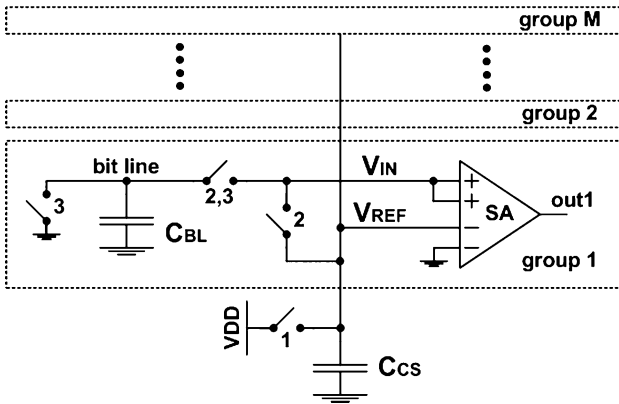 group M
group 2
bit line
VIN
2,3
3
2
CBL
VREF
+
+
SA
−
−
out1
group 1
VDD
1
CCS